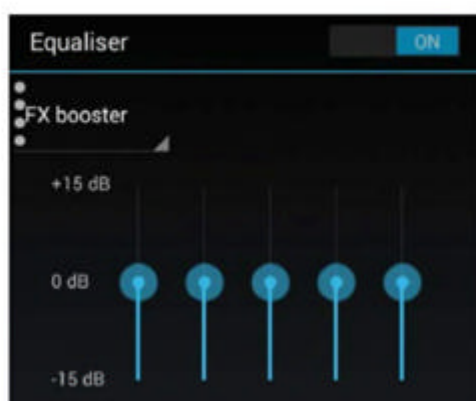 Equaliser ON
FX booster
+15 dB
0 dB
-15 dB